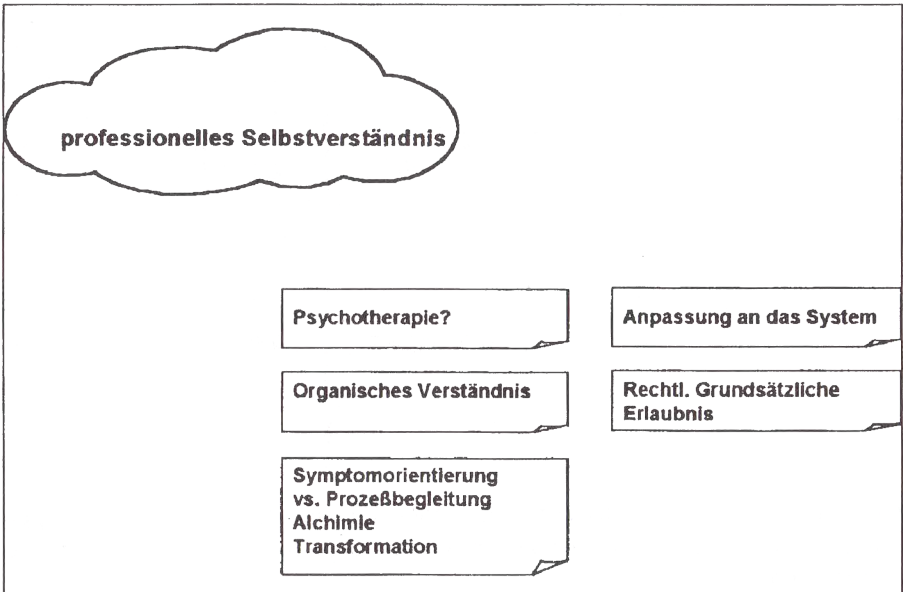 professionelles Selbstverständnis
Psychotherapie?
Anpassung an das System
Organisches Verständnis
Rechtl. Grundsätzliche
Erlaubnis
Symptomorientierung
vs. Prozeßbegleitung
Alchimie
Transformation